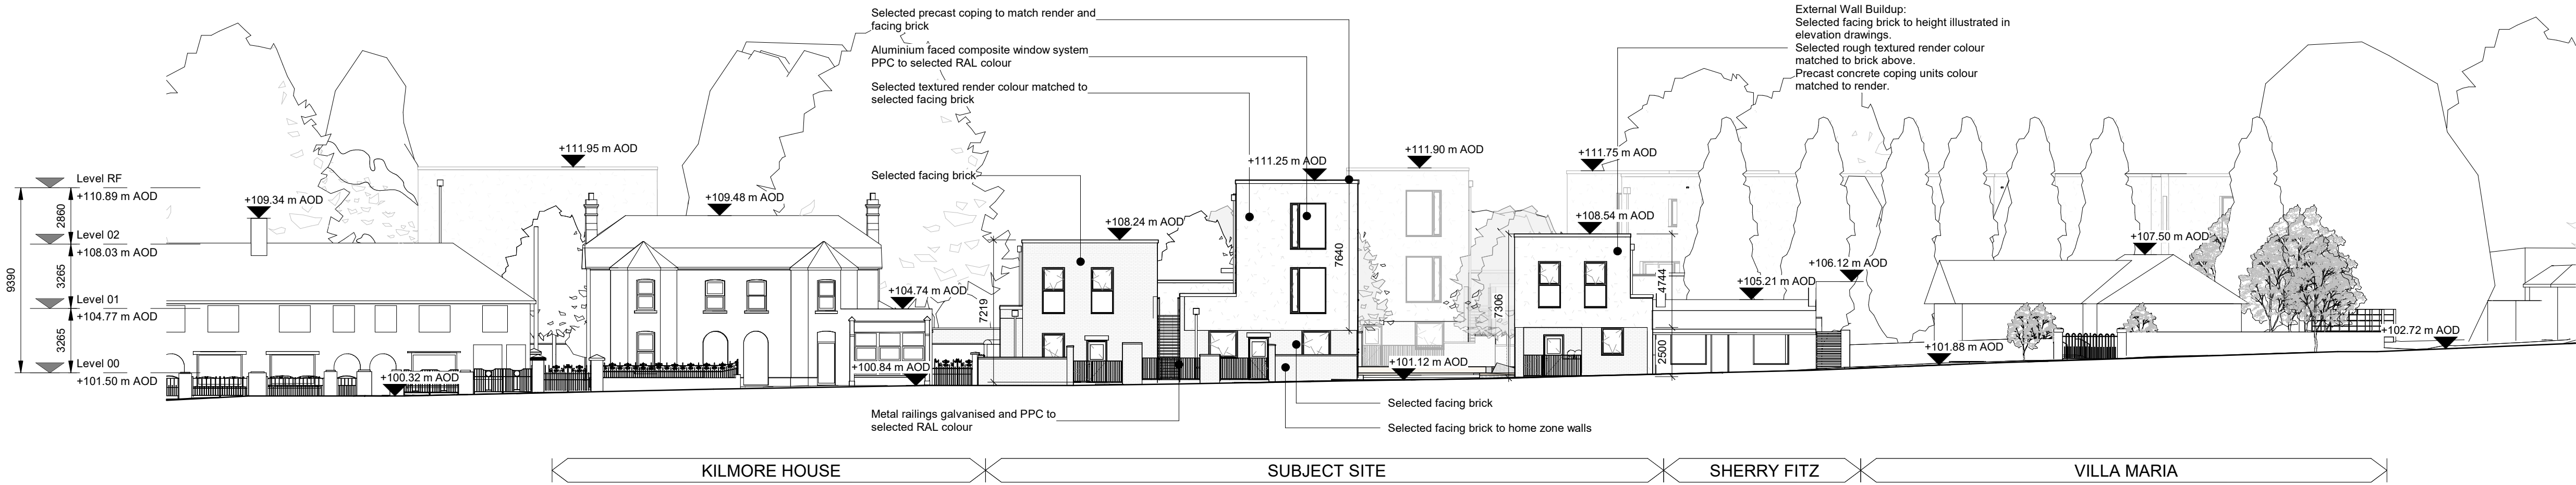 Selected precast coping to match render and
facing brick
Aluminium faced composite window system
PPC to selected RAL colour
Selected textured render colour matched to
selected facing brick
External Wall Buildup:
Selected facing brick to height illustrated in
elevation drawings.
Selected rough textured render colour
matched to brick above.
Precast concrete coping units colour
matched to render.
+111.95 m AOD
+111.25 m AOD
+111.90 m AOD
+111.75 m AOD
Selected facing brick
Level RF
+110.89 m AOD
2860
Level 02
+108.03 m AOD
3265
Level 01
+104.77 m AOD
3265
Level 00
+101.50 m AOD
9390
+109.34 m AOD
+109.48 m AOD
+108.24 m AOD
+108.54 m AOD
+107.50 m AOD
+106.12 m AOD
+105.21 m AOD
+104.74 m AOD
7219
7640
7306
4744
2500
+102.72 m AOD
+101.88 m AOD
+101.12 m AOD
+100.84 m AOD
+100.32 m AOD
Selected facing brick
Metal railings galvanised and PPC to
selected RAL colour
Selected facing brick to home zone walls
KILMORE HOUSE
SUBJECT SITE
SHERRY FITZ
VILLA MARIA